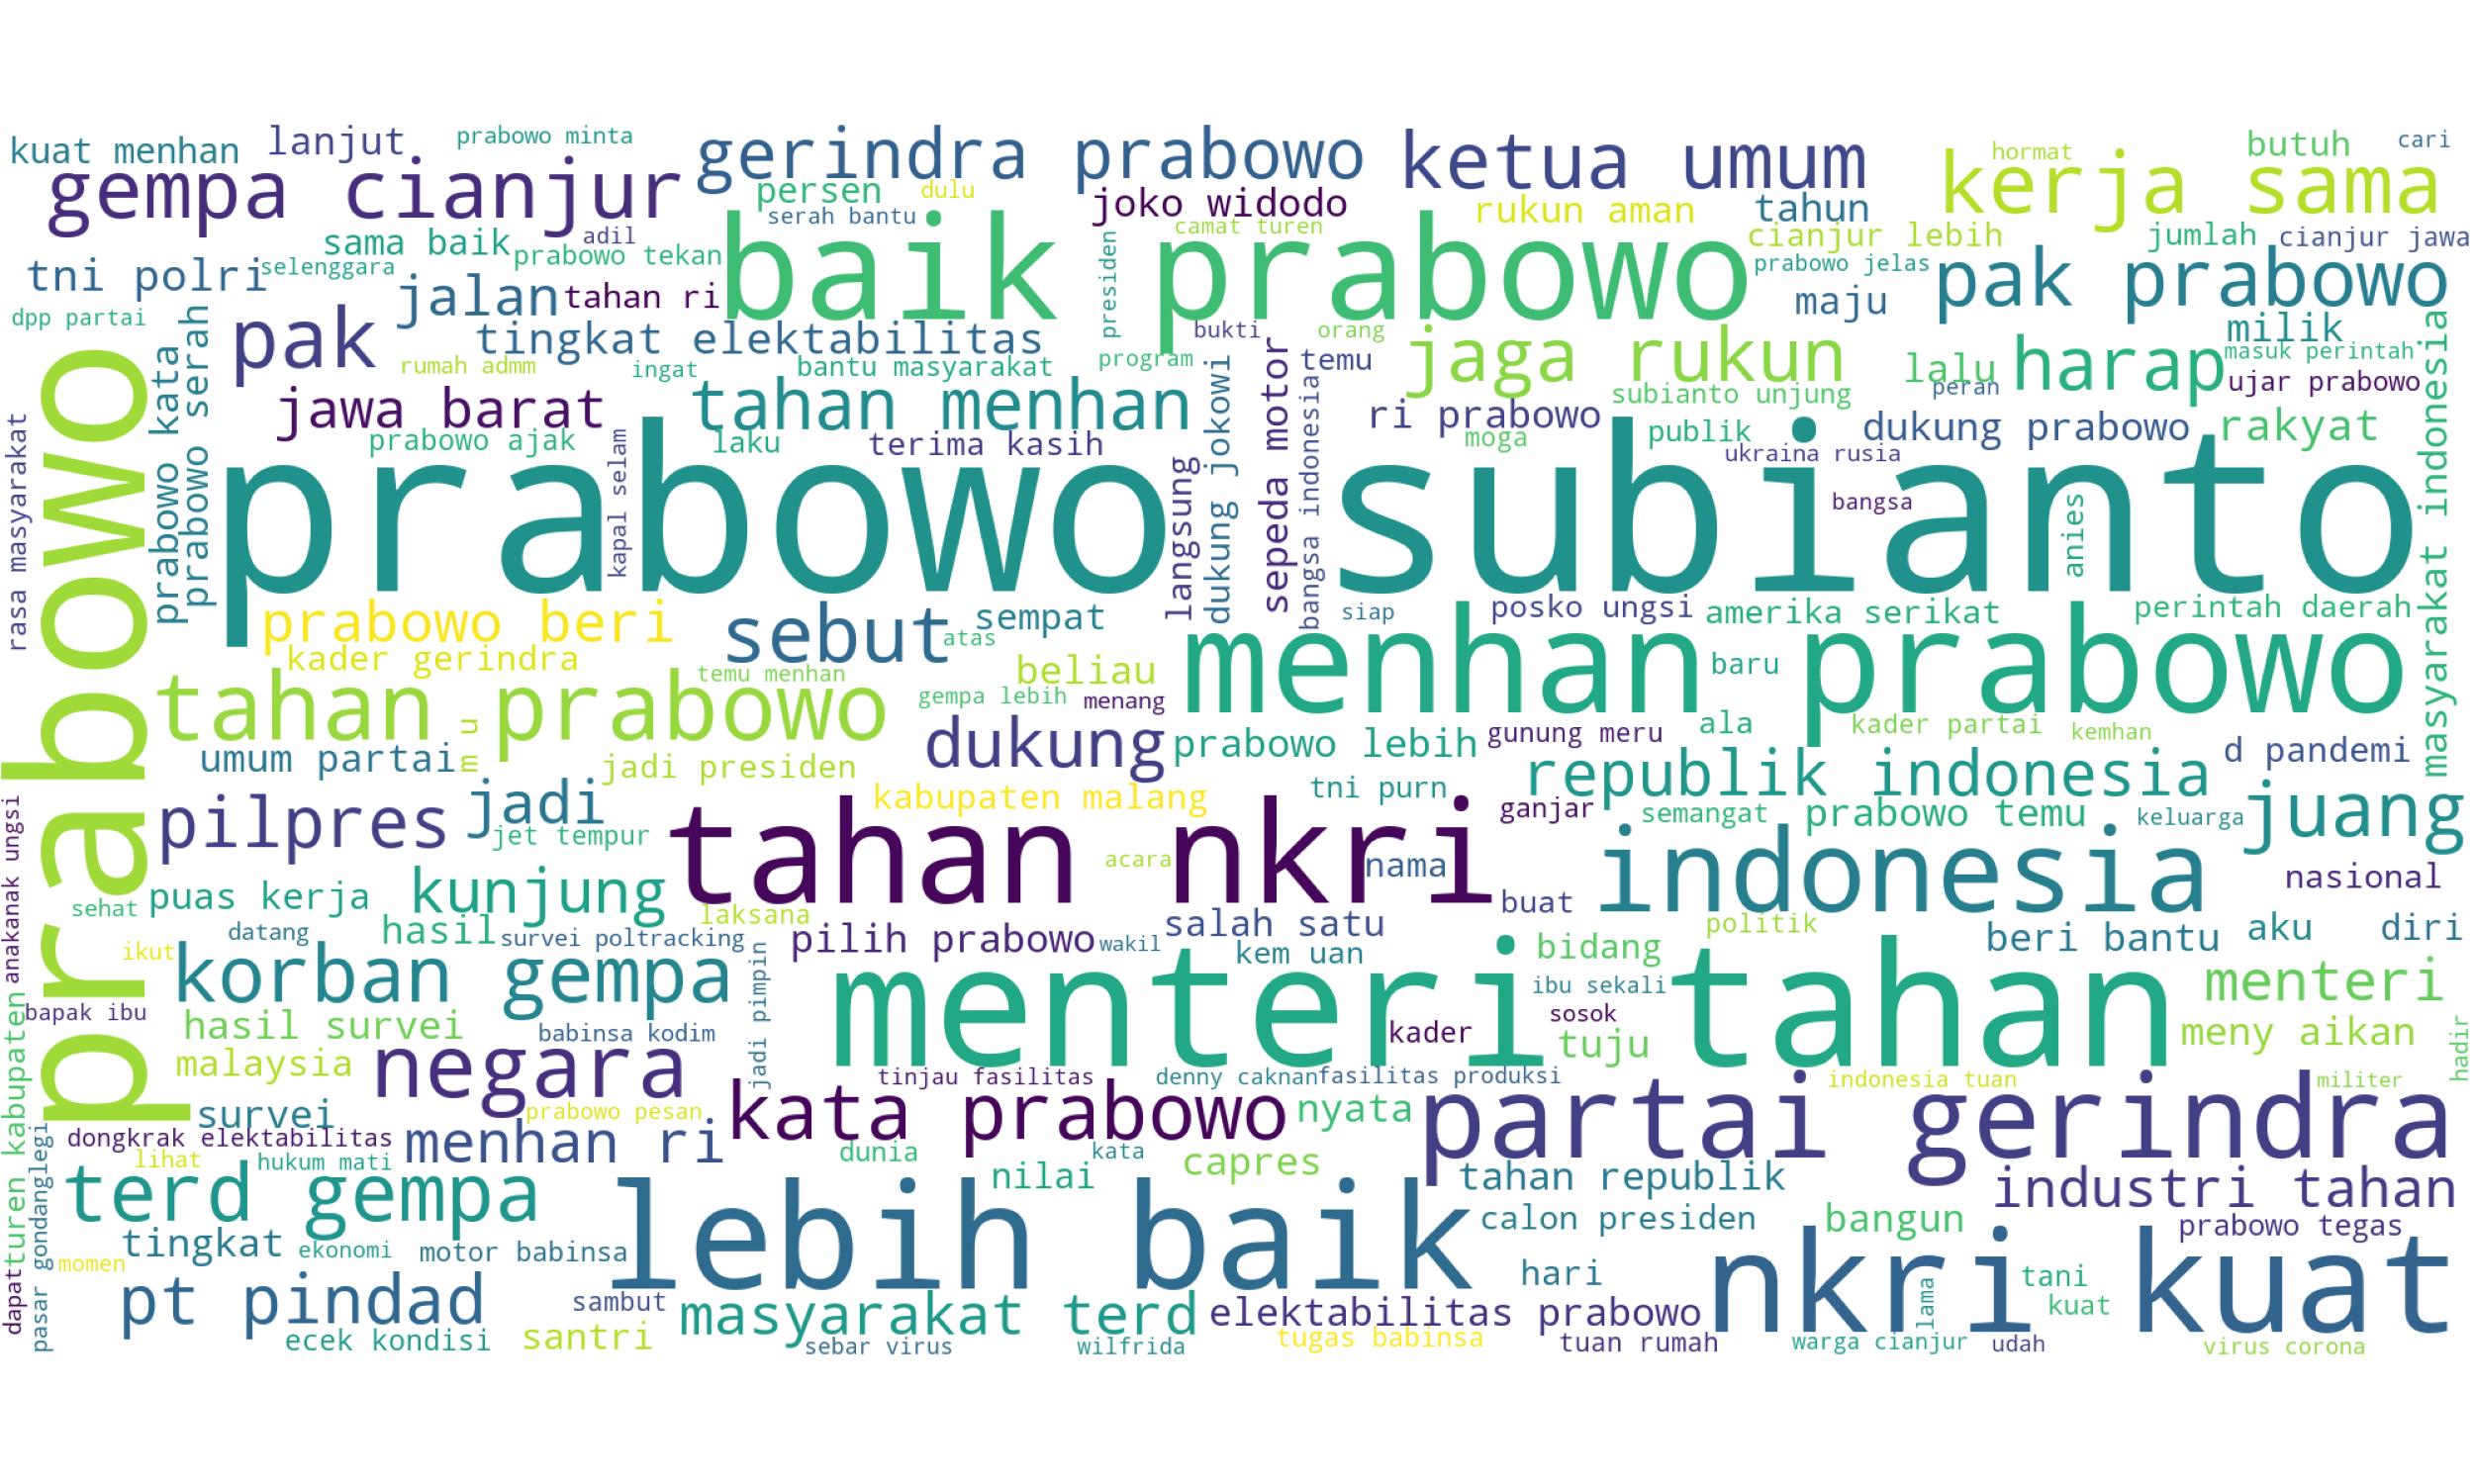 kuat menhan
lanjut
prabowo minta
gerindra prabowo
ketua umum
hormat
butuh
cari
gempa cianjur
persen
dulu
joko widodo
rukun aman
tahun
kerja sama
serah bantu
camat turen
sama baik
adil
prabowo tekan
baik prabowo
presiden
cianjur lebih
jumlah
cianjur jawa
tni polri
selenggara
jalan
tahan ri
prabowo jelas
pak prabowo
maju
dpp partai
pak
tingkat elektabilitas
bukti
orang
milik
prabowo kata
prabowo serah
rumah admm
ingat
bantu masyarakat
program
temu
jaga rukun
lalu
harap
masuk perintah
peran
ujar prabowo
jawa barat
tahan menhan
dukung jokowi
sepeda motor
bangsa indonesia
ri prabowo
subianto unjung
dukung prabowo
rakyat
masyarakat indonesia
prabowo ajak
laku
terima kasih
moga
publik
ukraina rusia
rasa masyarakat
prabowo
prabowo subianto
kapal selam
langsung
bangsa
anies
prabowo beri
sebut
sempat
siap
posko ungsi
amerika serikat
perintah daerah
kader gerindra
atas
beliau
menhan prabowo
baru
tahan prabowo
temu menhan
gempa lebih
menang
m u
umum partai
jadi presiden
dukung
prabowo lebih
gunung meru
ala
kader partai
kemhan
d pandemi
republik indonesia
pilpres
jadi
jet tempur
kabupaten malang
tni purn
ganjar
semangat
prabowo temu
keluarga
juang
anakanak ungsi
tahan nkri
acara
nama
indonesia
nasional
sehat
puas kerja
kunjung
laksana
buat
salah satu
politik
beri bantu
aku
diri
datang
hasil
survei poltracking
pilih prabowo
wakil
kem uan
bidang
ikut
korban gempa
jadi pimpin
menteri tahan
ibu sekali
menteri
bapak ibu
hasil survei
babinsa kodim
kader
sosok
tuju
meny aikan
hadir
turen kabupaten
malaysia
negara
tinjau fasilitas
denny caknan
fasilitas produksi
indonesia tuan
militer
survei
prabowo pesan
kata prabowo
nyata
partai gerindra
dongkrak elektabilitas
menhan ri
dunia
kata
pasar gondanglegi
lihat
hukum mati
nilai
capres
tahan republik
industri tahan
terd gempa
lebih baik
calon presiden
bangun
prabowo tegas
tingkat
ekonomi
motor babinsa
momen
nkri kuat
hari
tani
dapat
pt pindad
sambut
masyarakat terd
elektabilitas prabowo
lama
kuat
ecek kondisi
santri
sebar virus
wilfrida
tugas babinsa
tuan rumah
warga cianjur
udah
virus corona